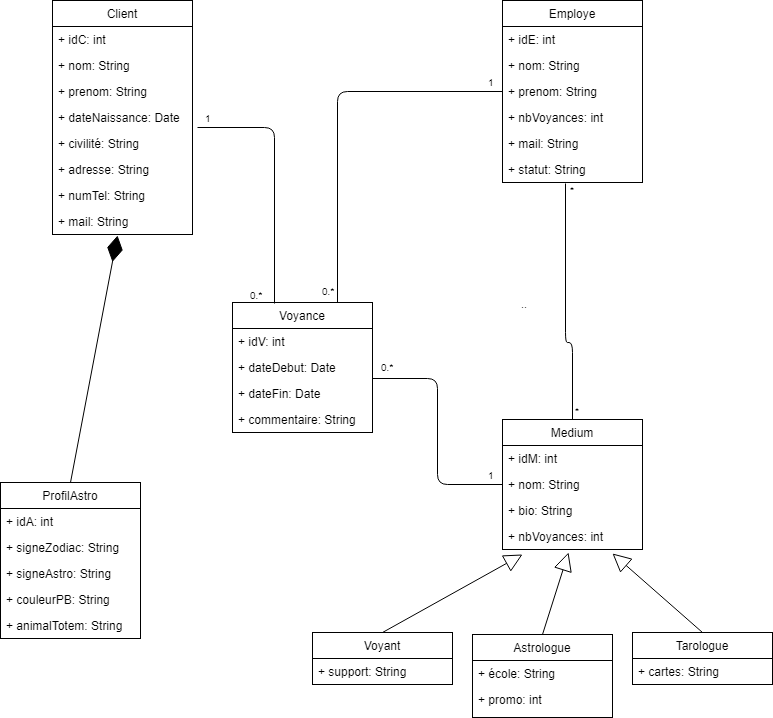 Client
+ idC: int
+ nom: String
+ prenom: String
+ dateNaissance: Date
+ civilité: String
+ adresse: String
+ numTel: String
+ mail: String
Employe
+ idE: int
+ nom: String
+ prenom: String
+ nbVoyances: int
+ mail: String
+ statut: String
1
1
*
0.*
0.*
..
Voyance
+ idV: int
+ dateDebut: Date
+ dateFin: Date
+ commentaire: String
0.*
*
1
Medium
+ idM: int
+ nom: String
+ bio: String
+ nbVoyances: int
ProfilAstro
+ idA: int
+ signeZodiac: String
+ signeAstro: String
+ couleurPB: String
+ animalTotem: String
Voyant
+ support: String
Astrologue
+ école: String
+ promo: int
Tarologue
+ cartes: String